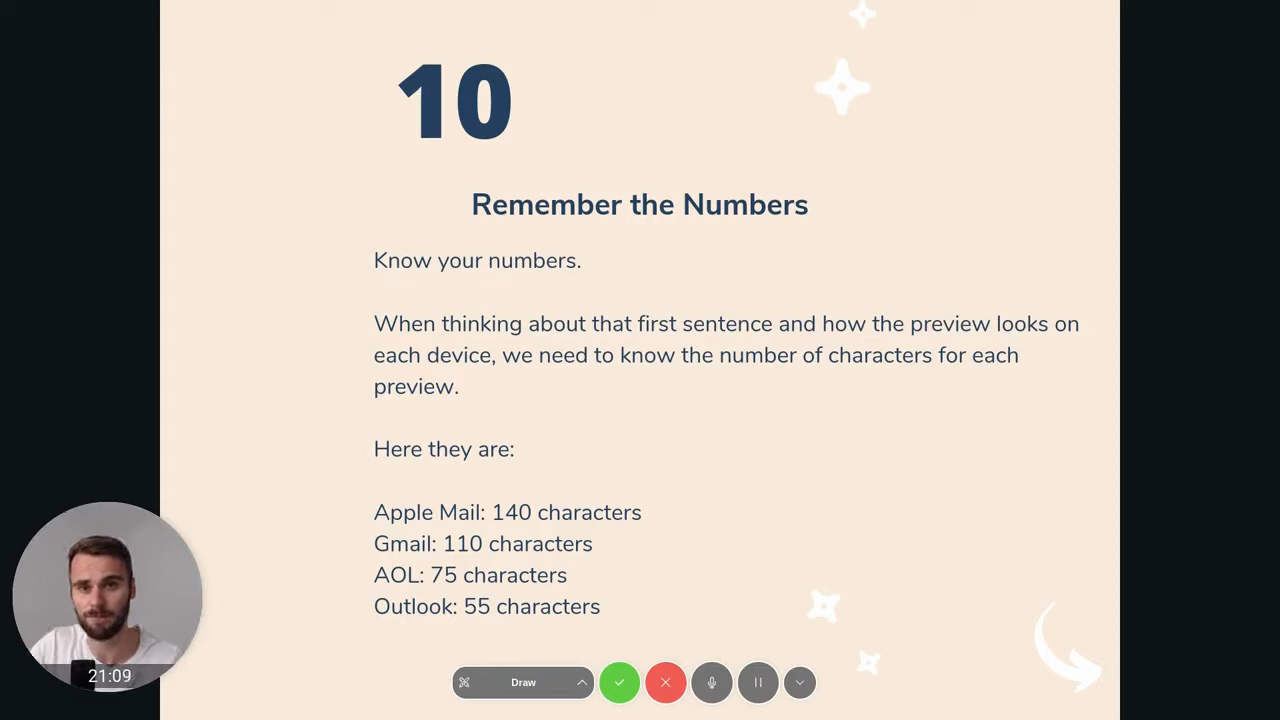 10
Remember the Numbers
Know your numbers.
When thinking about that first sentence and how the preview looks on
each device, we need to know the number of characters for each
preview.
Here they are:
Apple Mail: 140 characters
Gmail: 110 characters
AOL: 75 characters
Outlook: 55 characters
21:09
Draw